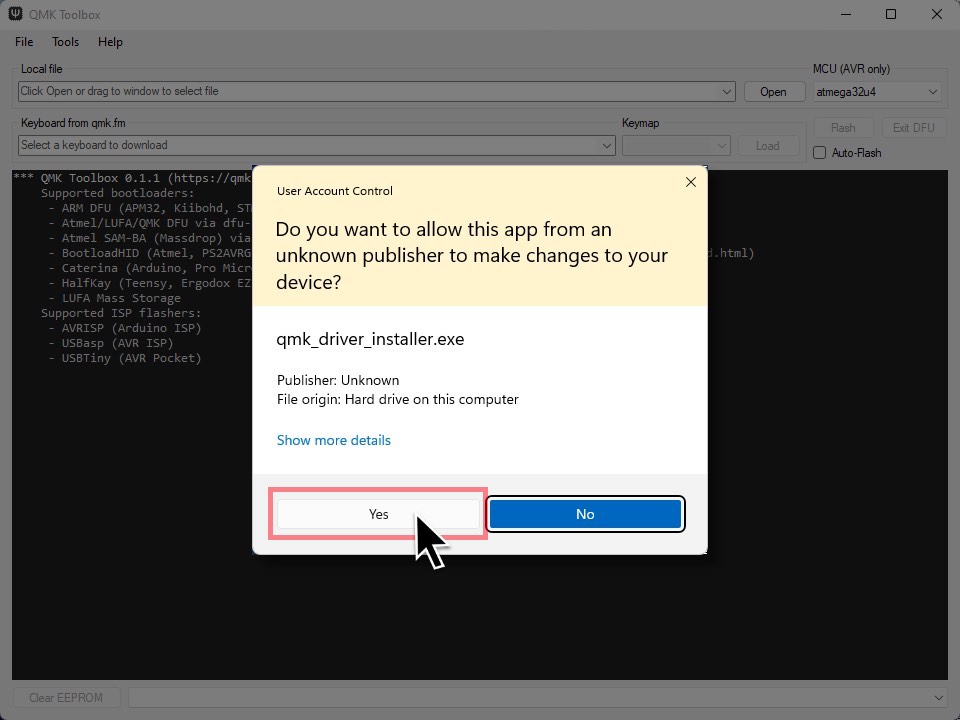 QMK Toolbox
File Tools Help
Local file
MCU (AVR only)
Click Open or drag to window to select file
Open
atmega32u4
Keyboard from qmk.fm
Keymap
Flash
Exit DFU
Select a keyboard to download
Load
Auto-Flash
*** QMK Toolbox 0.1.1 (https://qmk
Supported bootloaders:
- ARM DFU (APM32, Kiibohd, ST
- Atmel/LUFA/QMK DFU via dfu-
- Atmel SAM-BA (Massdrop) via
- BootloadHID (Atmel, PS2AVRG
d.html)
- Caterina (Arduino, Pro Micr
- HalfKay (Teensy, Ergodox EZ
- LUFA Mass Storage
Supported ISP flashers:
- AVRISP (Arduino ISP)
- USBasp (AVR ISP)
- USBTiny (AVR Pocket)
User Account Control
Do you want to allow this app from an
unknown publisher to make changes to your
device?
qmk_driver_installer.exe
Publisher: Unknown
File origin: Hard drive on this computer
Show more details
Yes
No
Clear EEPROM